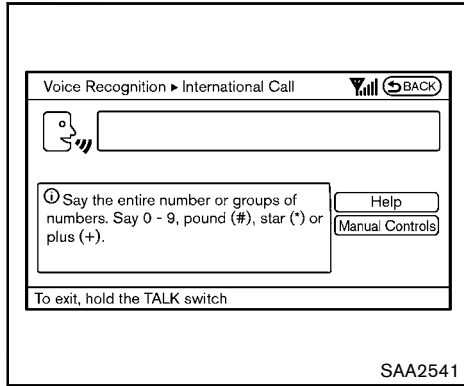 Voice Recognition ▸ International Call BACK
ⓘ Say the entire number or groups of
numbers. Say 0 - 9, pound (#), star (*) or
plus (+).
Help
Manual Controls
To exit, hold the TALK switch
SAA2541